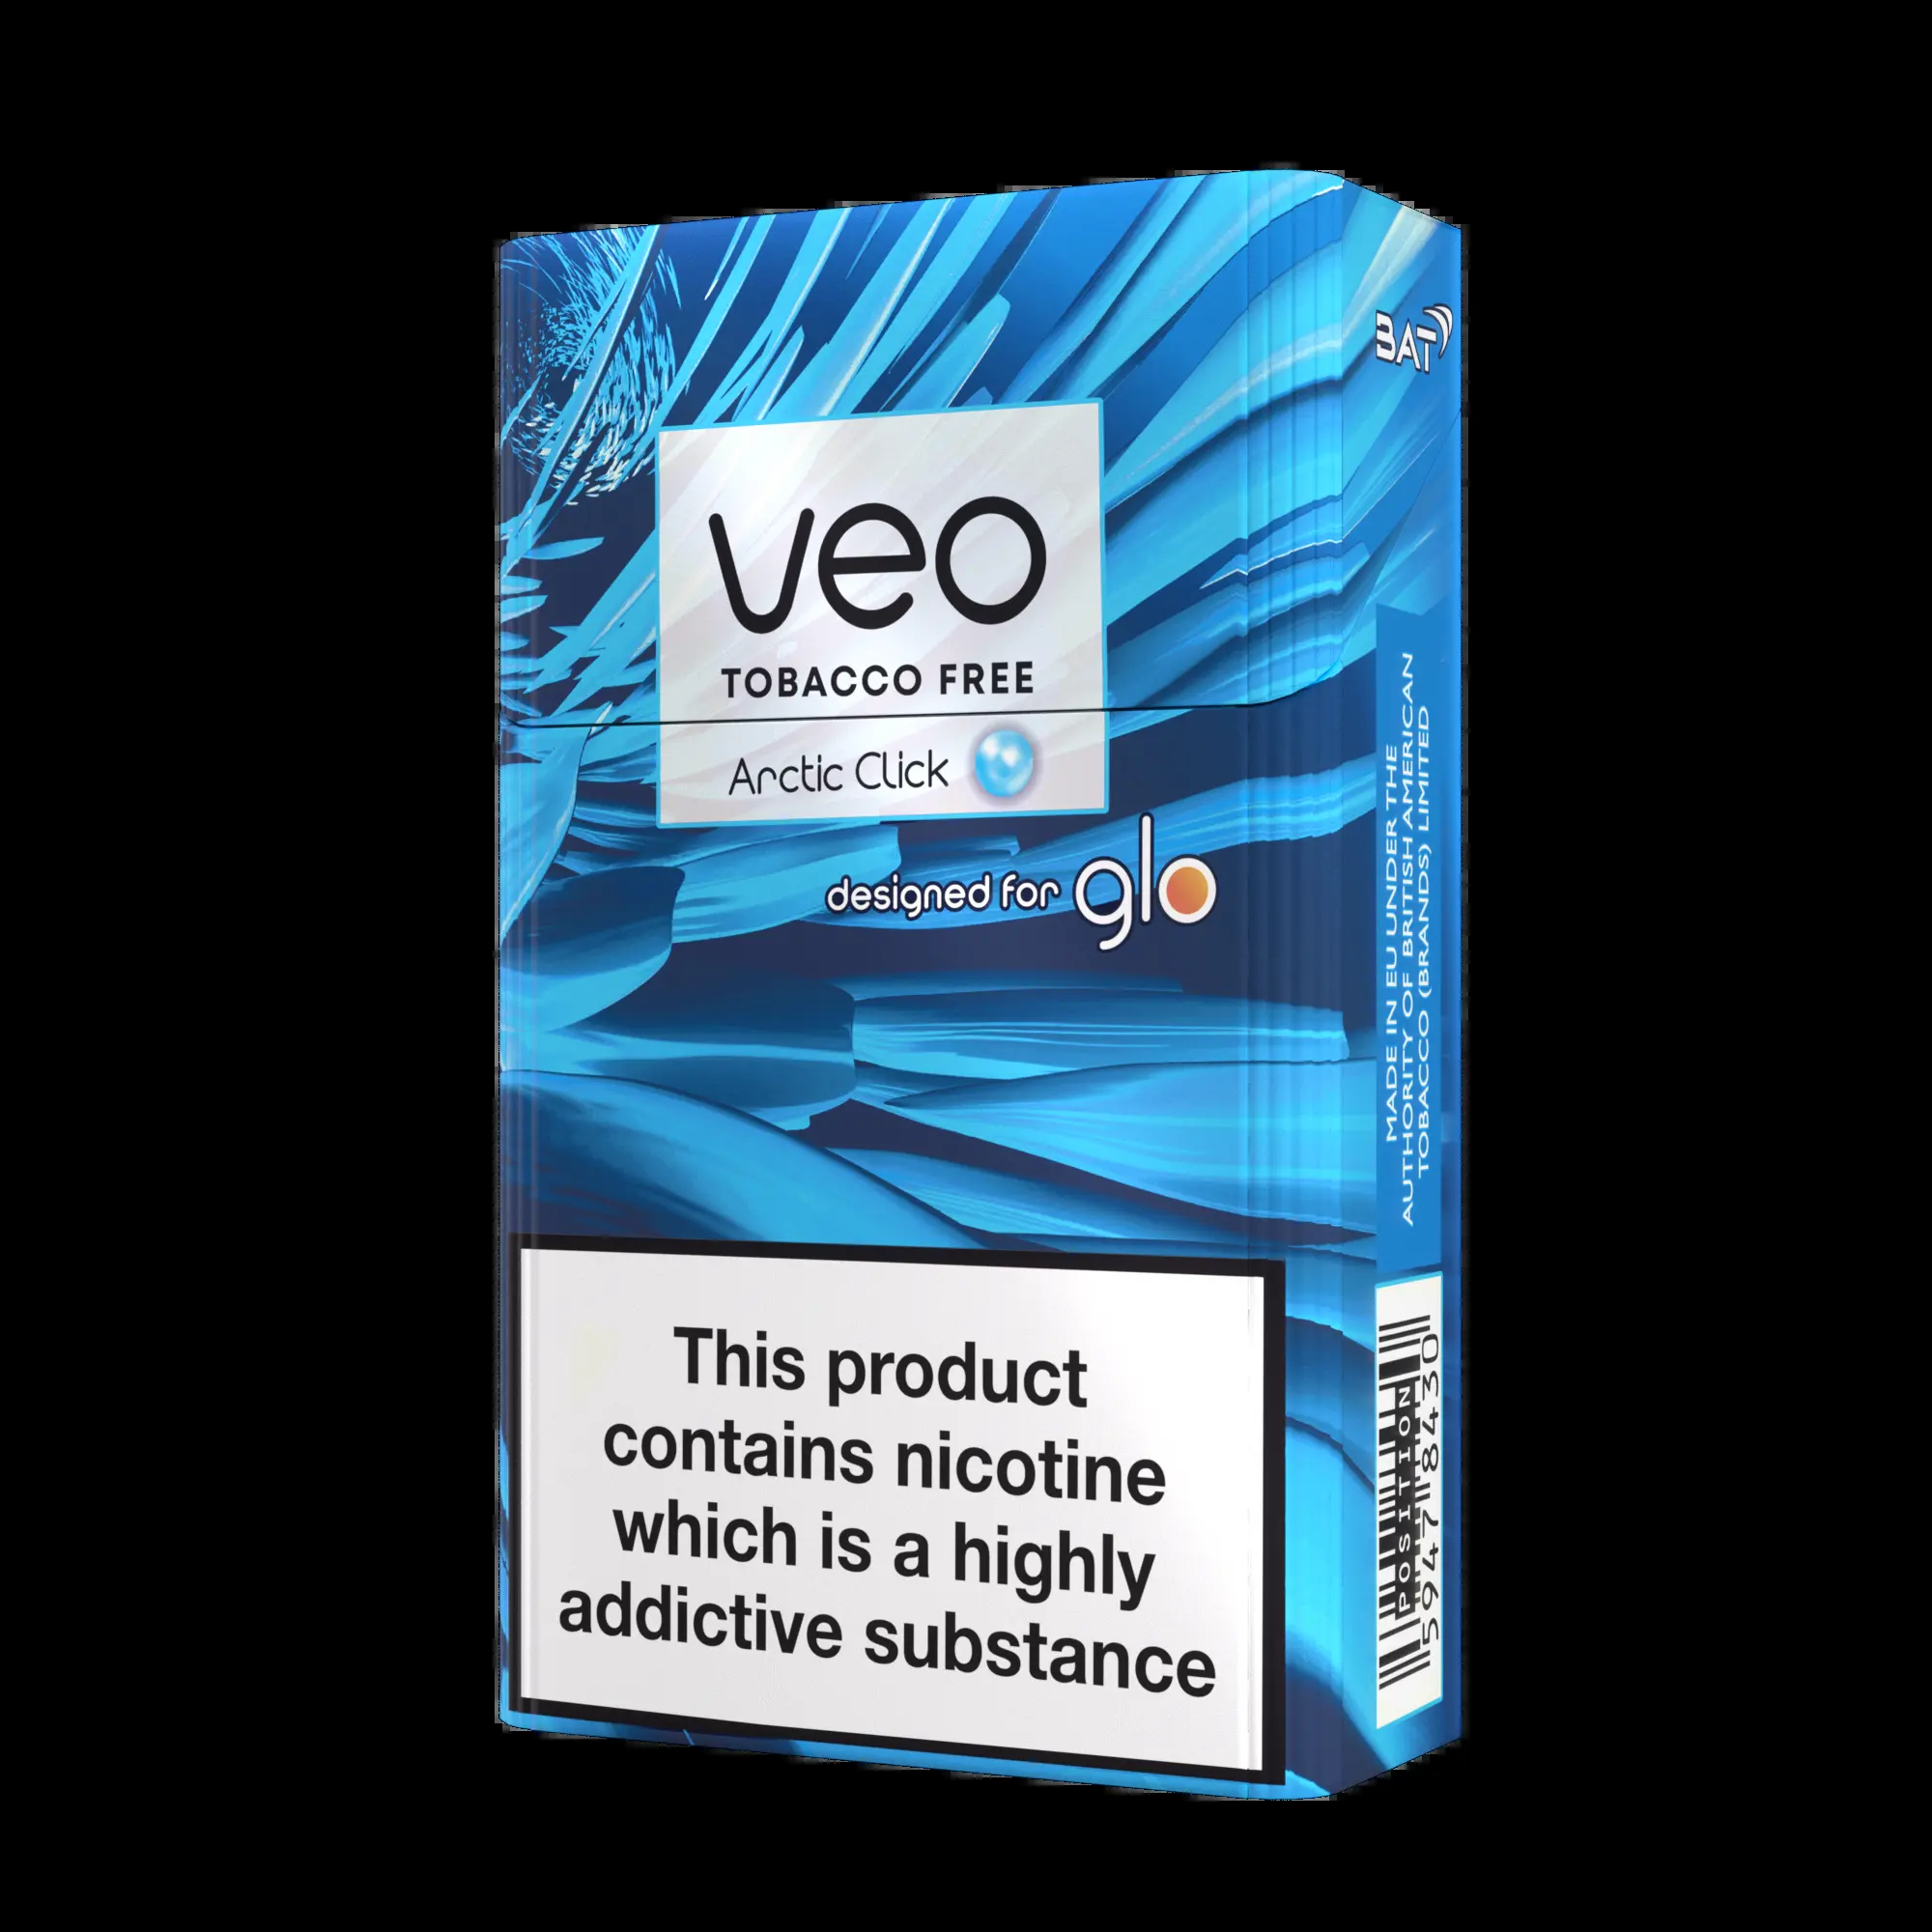 BAT
veo
TOBACCO FREE
Arctic Click
designed for glo
MADE IN EU UNDER THE
AUTHORITY OF BRITISH AMERICAN
TOBACCO (BRANDS) LIMITED
This product
contains nicotine
which is a highly
addictive substance
POSITION
5947 8430